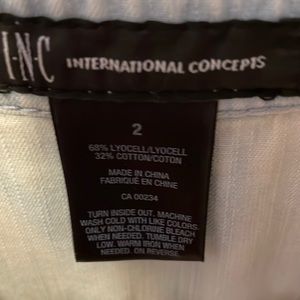 I·N·C INTERNATIONAL CONCEPTS
2
68% LYOCELL/LYOCELL
32% COTTON/COTON
MADE IN CHINA
FABRIQUÉ EN CHINE
CA 00234
TURN INSIDE OUT. MACHINE
WASH COLD WITH LIKE COLORS.
ONLY NON-CHLORINE BLEACH
WHEN NEEDED. TUMBLE DRY
LOW. WARM IRON WHEN
NEEDED. ON REVERSE.